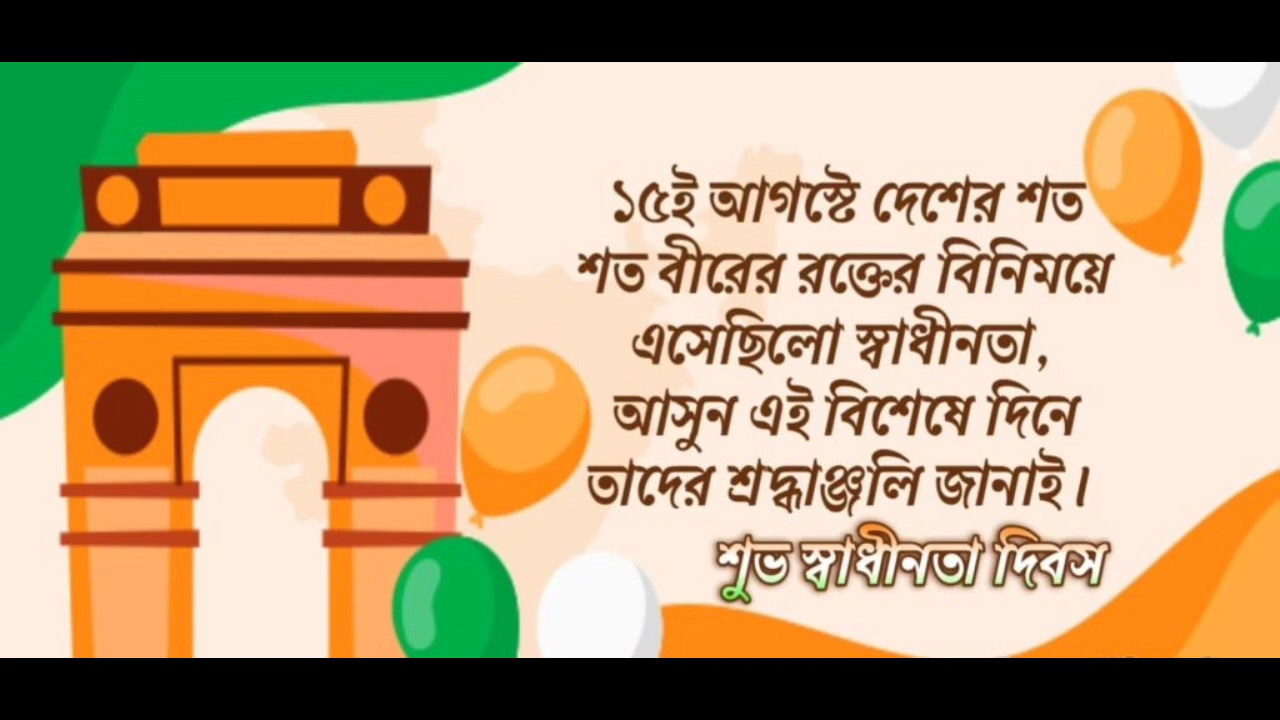 ১৫ই আগস্টে দেশের শত
শত বীরের রক্তের বিনিময়ে
এসেছিলো স্বাধীনতা,
আসুন এই বিশেষে দিনে
তাদের শ্রদ্ধাঞ্জলি জানাই।
শুভ স্বাধীনতা দিবস